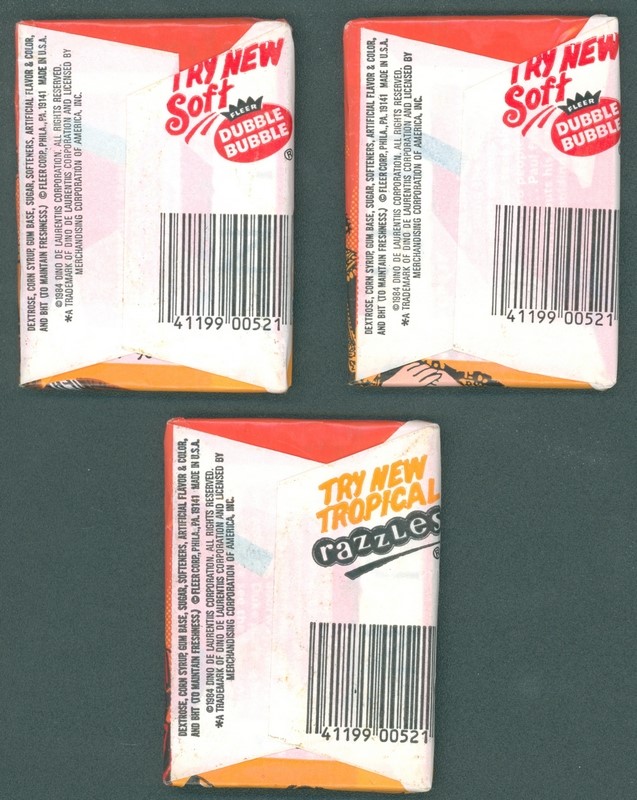 DEXTROSE, CORN SYRUP, GUM BASE, SUGAR, SOFTENERS, ARTIFICIAL FLAVOR & COLOR,
AND BHT (TO MAINTAIN FRESHNESS.) © FLEER CORP., PHILA., PA. 19141 MADE IN U.S.A.
©1984 DINO DE LAURENTIIS CORPORATION. ALL RIGHTS RESERVED.
*A TRADEMARK OF DINO DE LAURENTIIS CORPORATION AND LICENSED BY
MERCHANDISING CORPORATION OF AMERICA, INC.
TRY NEW
Soft
FLEER
DUBBLE
BUBBLE
®
41199 00521
DEXTROSE, CORN SYRUP, GUM BASE, SUGAR, SOFTENERS, ARTIFICIAL FLAVOR & COLOR,
AND BHT (TO MAINTAIN FRESHNESS.) © FLEER CORP., PHILA., PA. 19141 MADE IN U.S.A.
©1984 DINO DE LAURENTIIS CORPORATION. ALL RIGHTS RESERVED.
*A TRADEMARK OF DINO DE LAURENTIIS CORPORATION AND LICENSED BY
MERCHANDISING CORPORATION OF AMERICA, INC.
TRY NEW
Soft
FLEER
DUBBLE
BUBBLE
41199 00521
DEXTROSE, CORN SYRUP, GUM BASE, SUGAR, SOFTENERS, ARTIFICIAL FLAVOR & COLOR,
AND BHT (TO MAINTAIN FRESHNESS.) © FLEER CORP., PHILA., PA. 19141 MADE IN U.S.A.
©1984 DINO DE LAURENTIIS CORPORATION. ALL RIGHTS RESERVED.
*A TRADEMARK OF DINO DE LAURENTIIS CORPORATION AND LICENSED BY
MERCHANDISING CORPORATION OF AMERICA, INC.
TRY NEW
TROPICAL
razzles
®
41199 00521